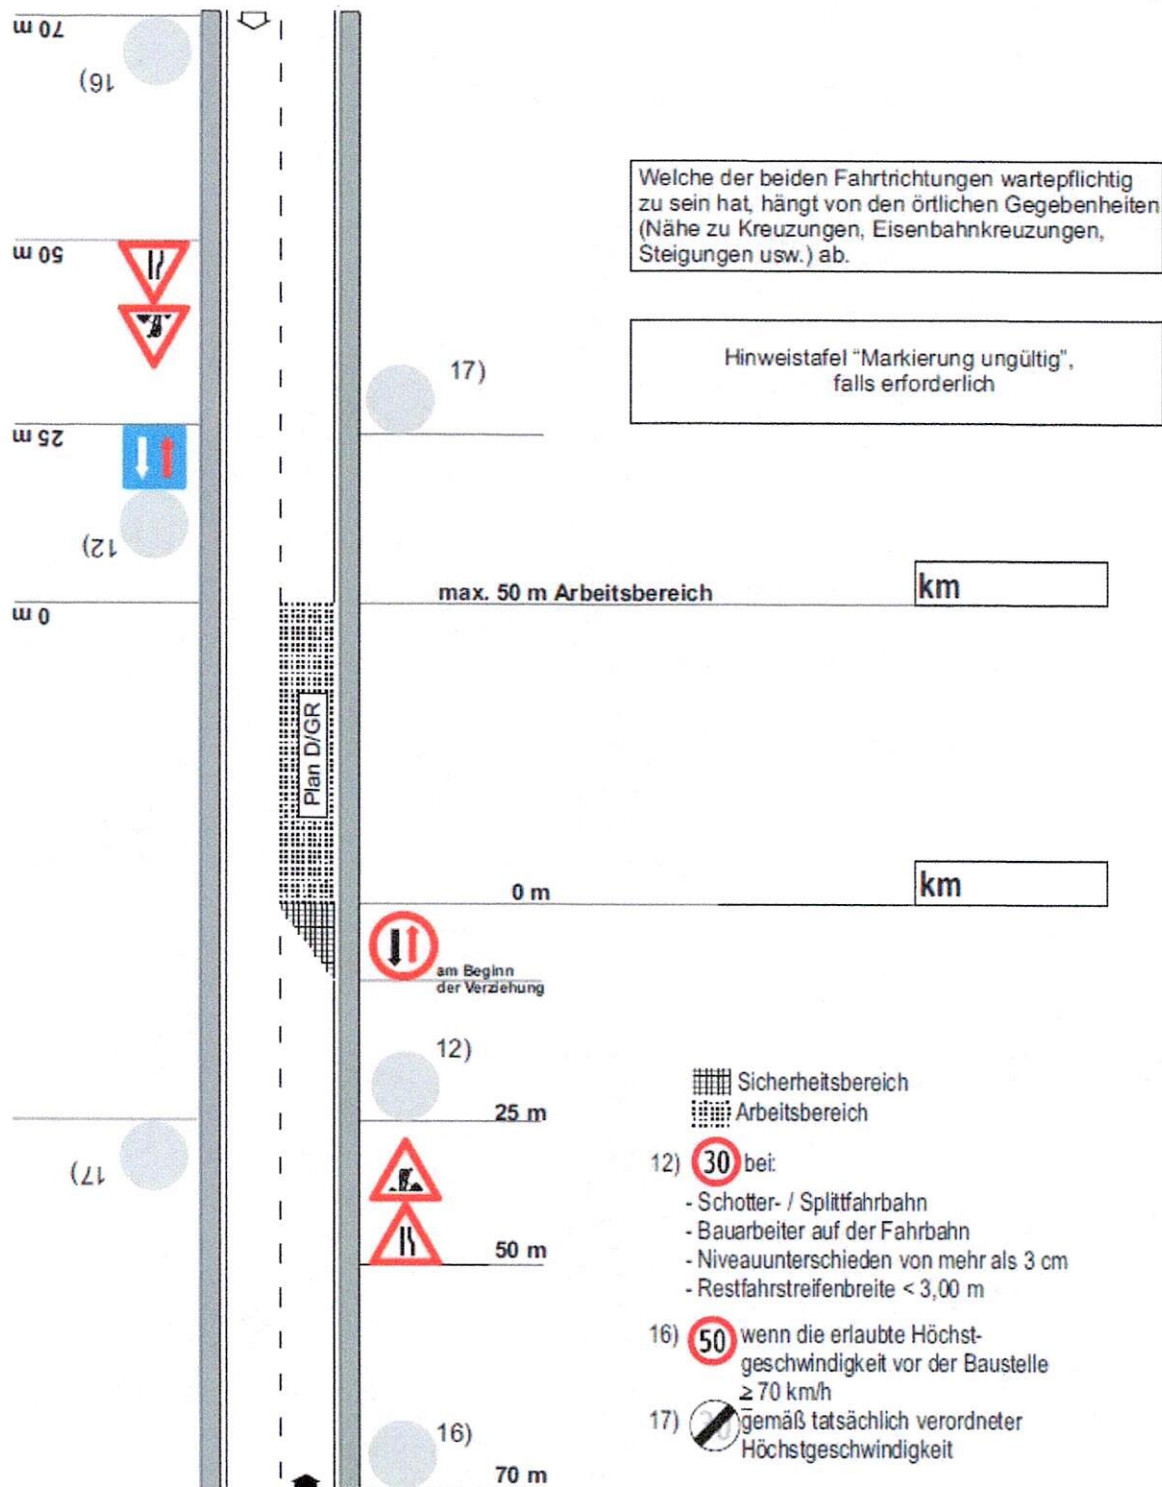 70 m
16)
50 m
25 m
12)
0 m
17)
Welche der beiden Fahrtrichtungen wartepflichtig
zu sein hat, hängt von den örtlichen Gegebenheiten
(Nähe zu Kreuzungen, Eisenbahnkreuzungen,
Steigungen usw.) ab.
Hinweistafel “Markierung ungültig”,
falls erforderlich
17)
max. 50 m Arbeitsbereich
km
Plan D/GR
0 m
km
am Beginn
der Verziehung
12)
25 m
50 m
16)
70 m
Sicherheitsbereich
Arbeitsbereich
12) 30 bei:
- Schotter- / Splittfahrbahn
- Bauarbeiter auf der Fahrbahn
- Niveauunterschieden von mehr als 3 cm
- Restfahrstreifenbreite < 3,00 m
16) 50 wenn die erlaubte Höchst-
geschwindigkeit vor der Baustelle
≥ 70 km/h
17) 30 gemäß tatsächlich verordneter
Höchstgeschwindigkeit